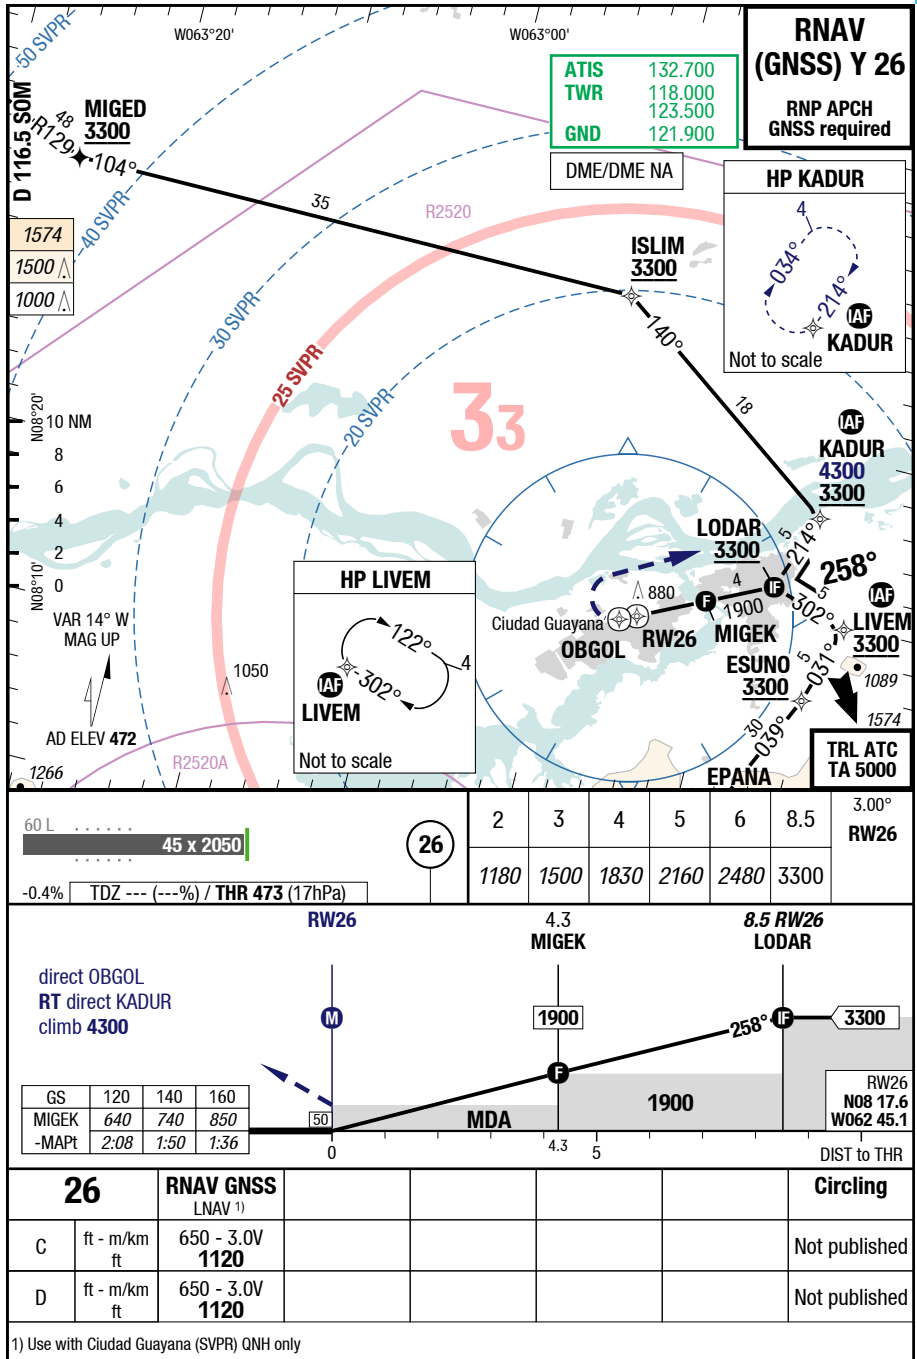 RNAV
(GNSS) Y 26
RNP APCH
GNSS required
W063°20'
W063°00'
50 SVPR
ATIS 132.700
TWR 118.000
123.500
GND 121.900
DME/DME NA
D 116.5 SOM
R129
48
MIGED
3300
104°
35
40 SVPR
R2520
1574
1500
1000
ISLIM
3300
140°
18
HP KADUR
4
034°
214°
IAF
KADUR
Not to scale
30 SVPR
25 SVPR
20 SVPR
33
N08°20'
10 NM
8
6
4
2
0
N08°10'
IAF
KADUR
4300
3300
5
214°
LODAR
3300
258°
4
IF
1900
F
880
Ciudad Guayana
OBGOL
RW26
MIGEK
5
302°
IAF
LIVEM
3300
ESUNO
3300
5
031°
1089
1574
30
039°
EPANA
TRL ATC
TA 5000
HP LIVEM
122°
4
302°
IAF
LIVEM
Not to scale
VAR 14° W
MAG UP
AD ELEV 472
1050
R2520A
1266
60 L
45 x 2050
26
-0.4%
TDZ --- (---%) / THR 473 (17hPa)
2 3 4 5 6 8.5
3.00°
RW26
1180 1500 1830 2160 2480 3300
RW26
4.3
MIGEK
8.5 RW26
LODAR
direct OBGOL
RT direct KADUR
climb 4300
M
1900
258°
IF
3300
F
50
MDA
1900
RW26
N08 17.6
W062 45.1
GS 120 140 160
MIGEK 640 740 850
-MAPt 2:08 1:50 1:36
0
4.3
5
DIST to THR
26
RNAV GNSS
LNAV 1)
Circling
C
ft - m/km
ft
650 - 3.0V
1120
Not published
D
ft - m/km
ft
650 - 3.0V
1120
Not published
1) Use with Ciudad Guayana (SVPR) QNH only